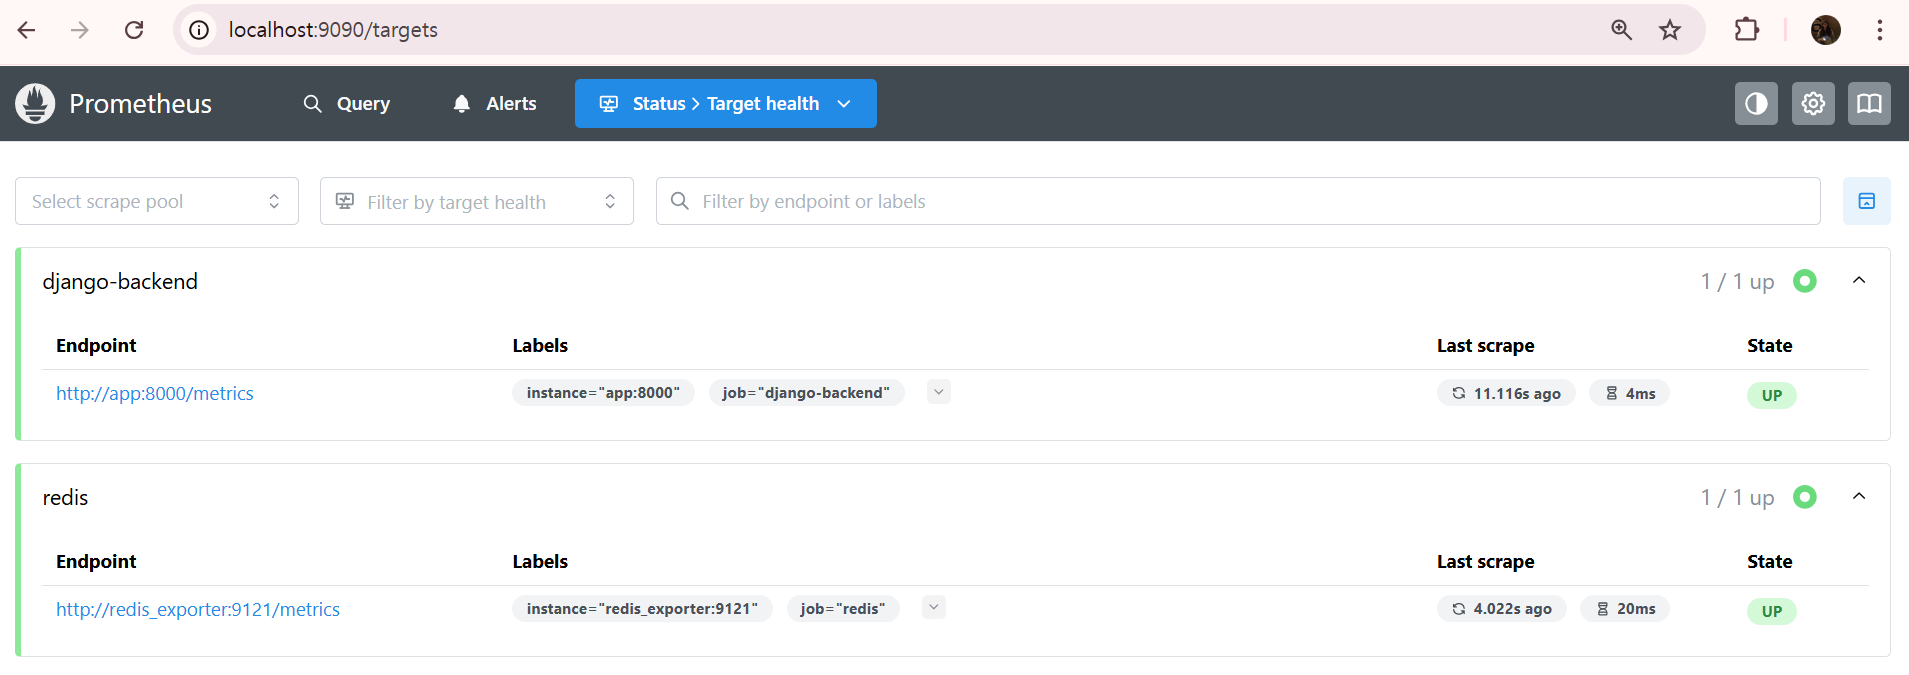 localhost:9090/targets
Prometheus Query Alerts Status > Target health
Select scrape pool Filter by target health Filter by endpoint or labels
django-backend 1 / 1 up
Endpoint Labels Last scrape State
http://app:8000/metrics instance="app:8000" job="django-backend" 11.116s ago 4ms UP
redis 1 / 1 up
Endpoint Labels Last scrape State
http://redis_exporter:9121/metrics instance="redis_exporter:9121" job="redis" 4.022s ago 20ms UP